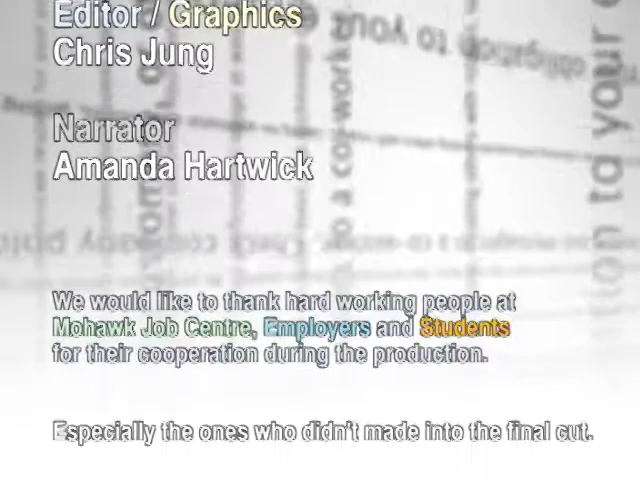 Editor / Graphics
Chris Jung
Narrator
Amanda Hartwick
We would like to thank hard working people at
Mohawk Job Centre, Employers and Students
for their cooperation during the production.
Especially the ones who didn't made into the final cut.